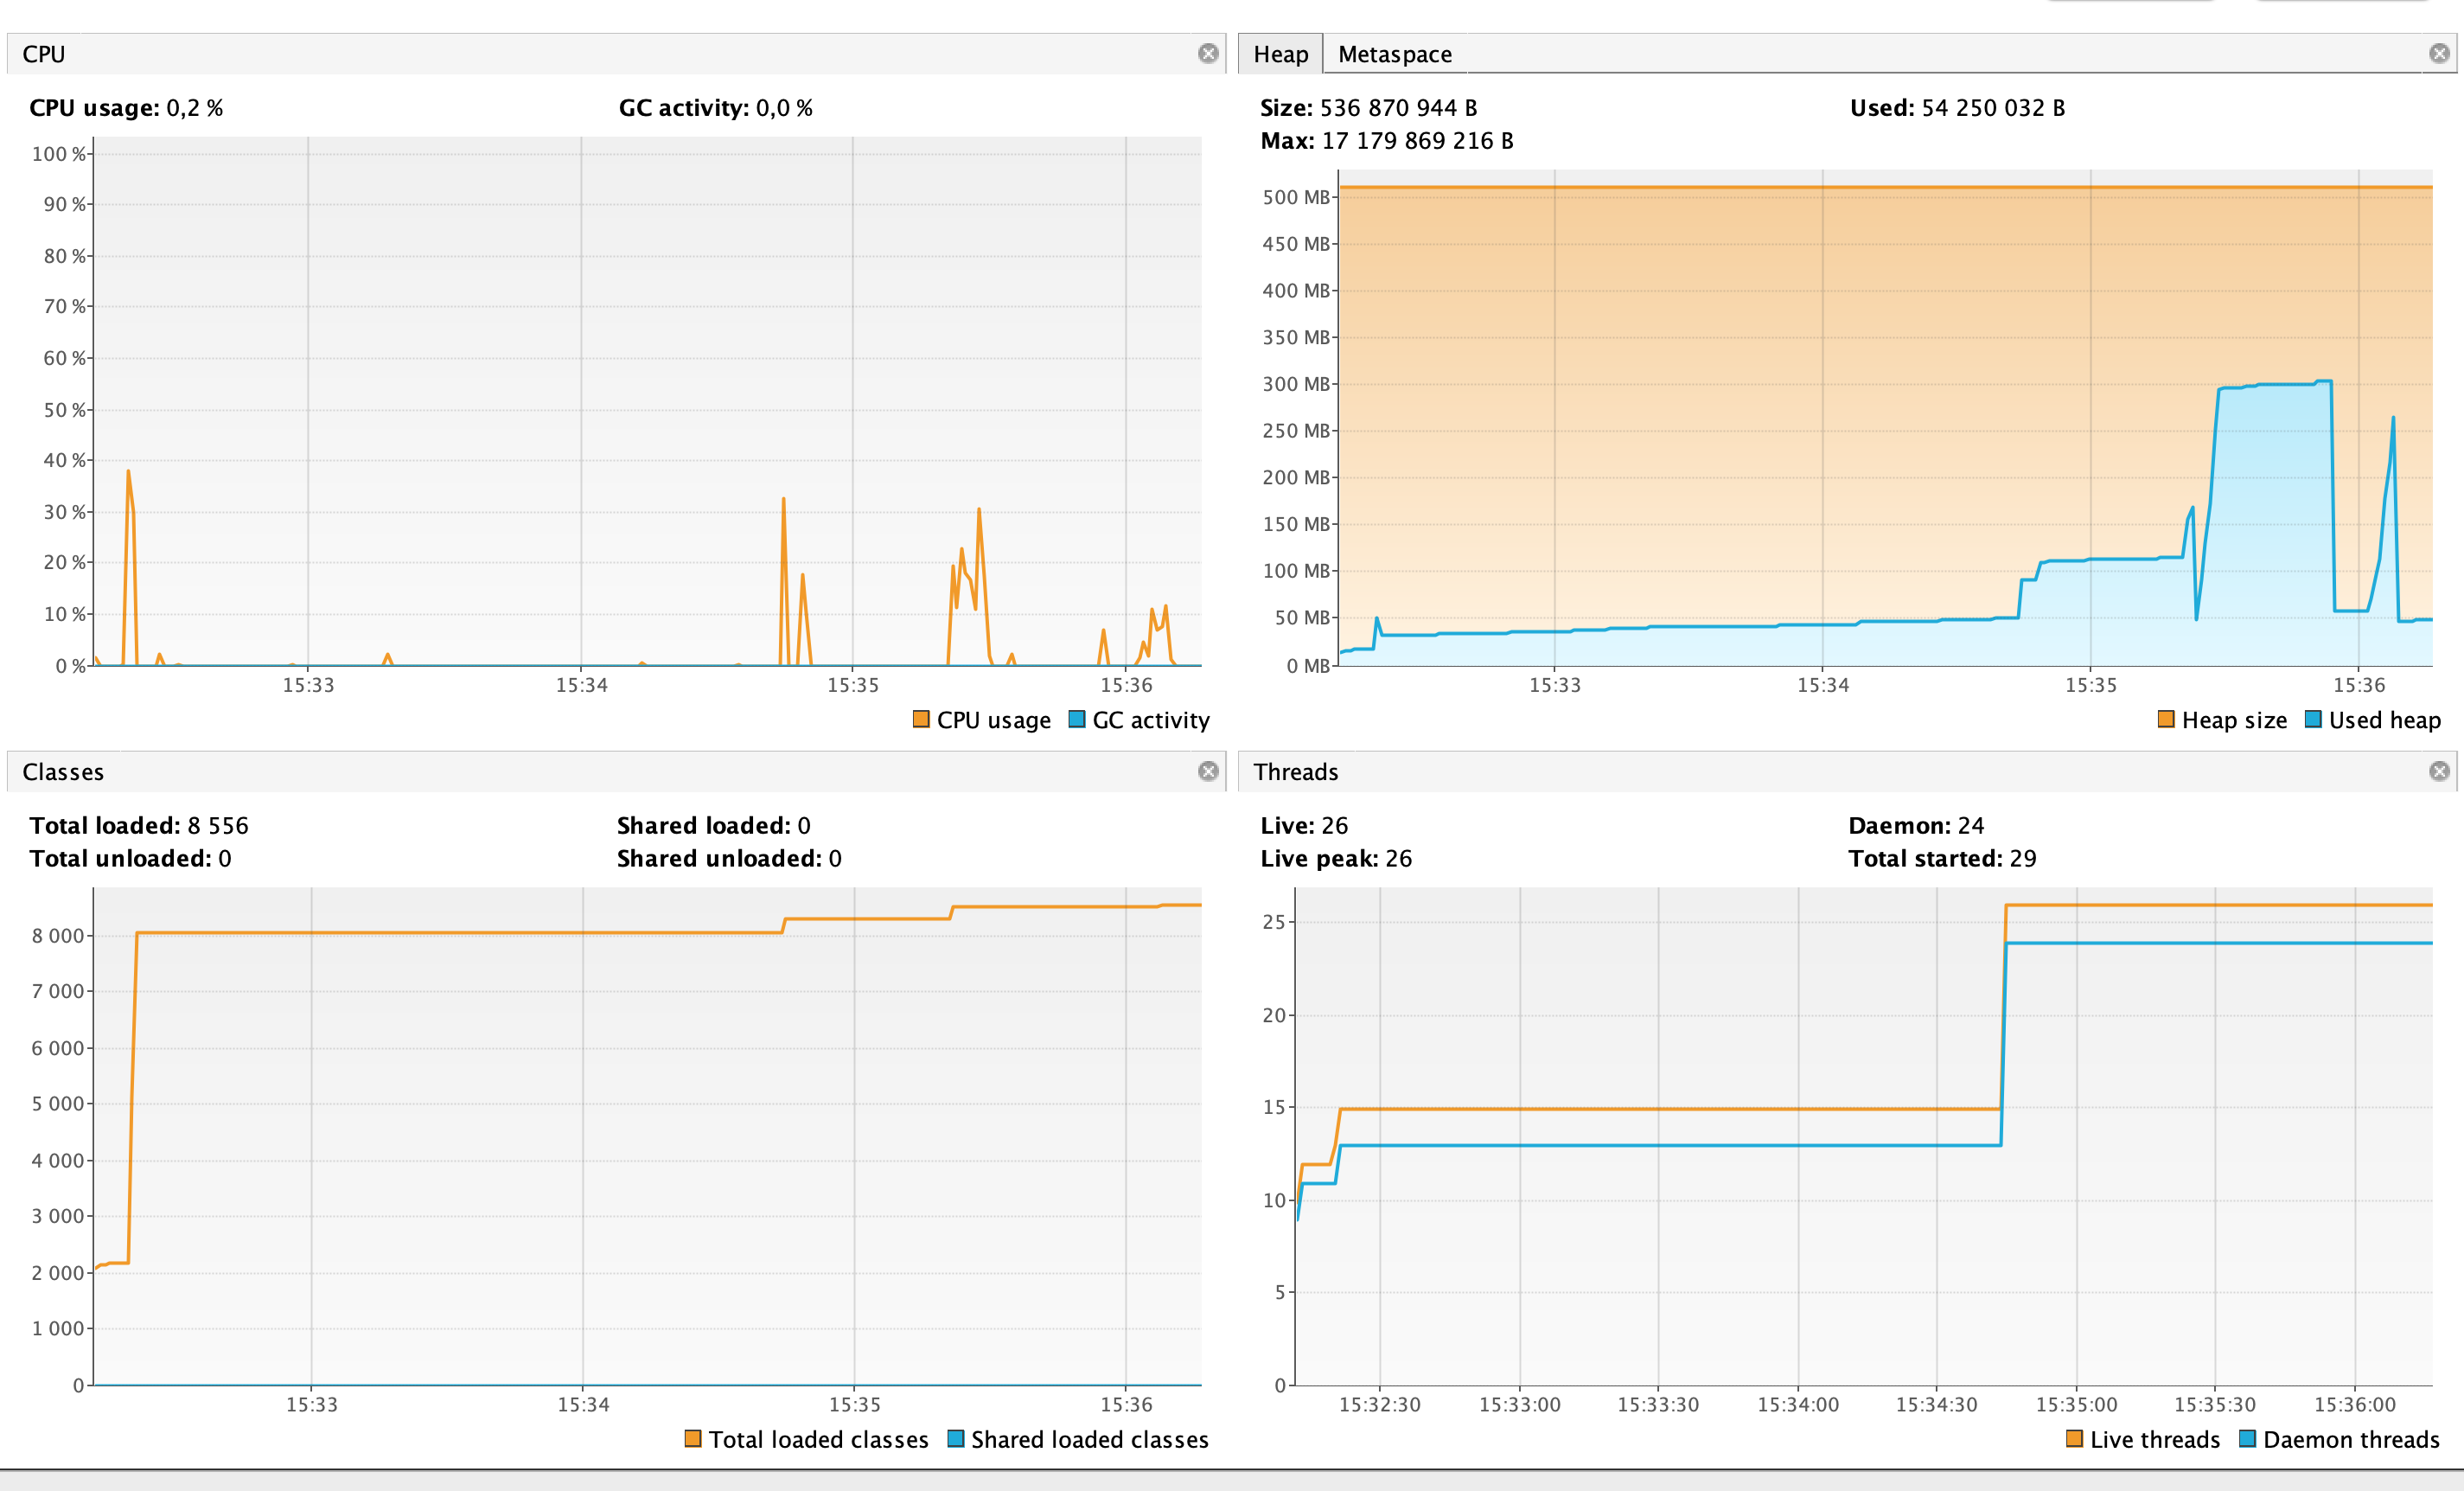 CPU
CPU usage: 0,2 %
GC activity: 0,0 %
100 %
90 %
80 %
70 %
60 %
50 %
40 %
30 %
20 %
10 %
0 %
15:33
15:34
15:35
15:36
CPU usage
GC activity
Heap
Metaspace
Size: 536 870 944 B
Used: 54 250 032 B
Max: 17 179 869 216 B
500 MB
450 MB
400 MB
350 MB
300 MB
250 MB
200 MB
150 MB
100 MB
50 MB
0 MB
15:33
15:34
15:35
15:36
Heap size
Used heap
Classes
Total loaded: 8 556
Shared loaded: 0
Total unloaded: 0
Shared unloaded: 0
8 000
7 000
6 000
5 000
4 000
3 000
2 000
1 000
0
15:33
15:34
15:35
15:36
Total loaded classes
Shared loaded classes
Threads
Live: 26
Daemon: 24
Live peak: 26
Total started: 29
25
20
15
10
5
0
15:32:30
15:33:00
15:33:30
15:34:00
15:34:30
15:35:00
15:35:30
15:36:00
Live threads
Daemon threads